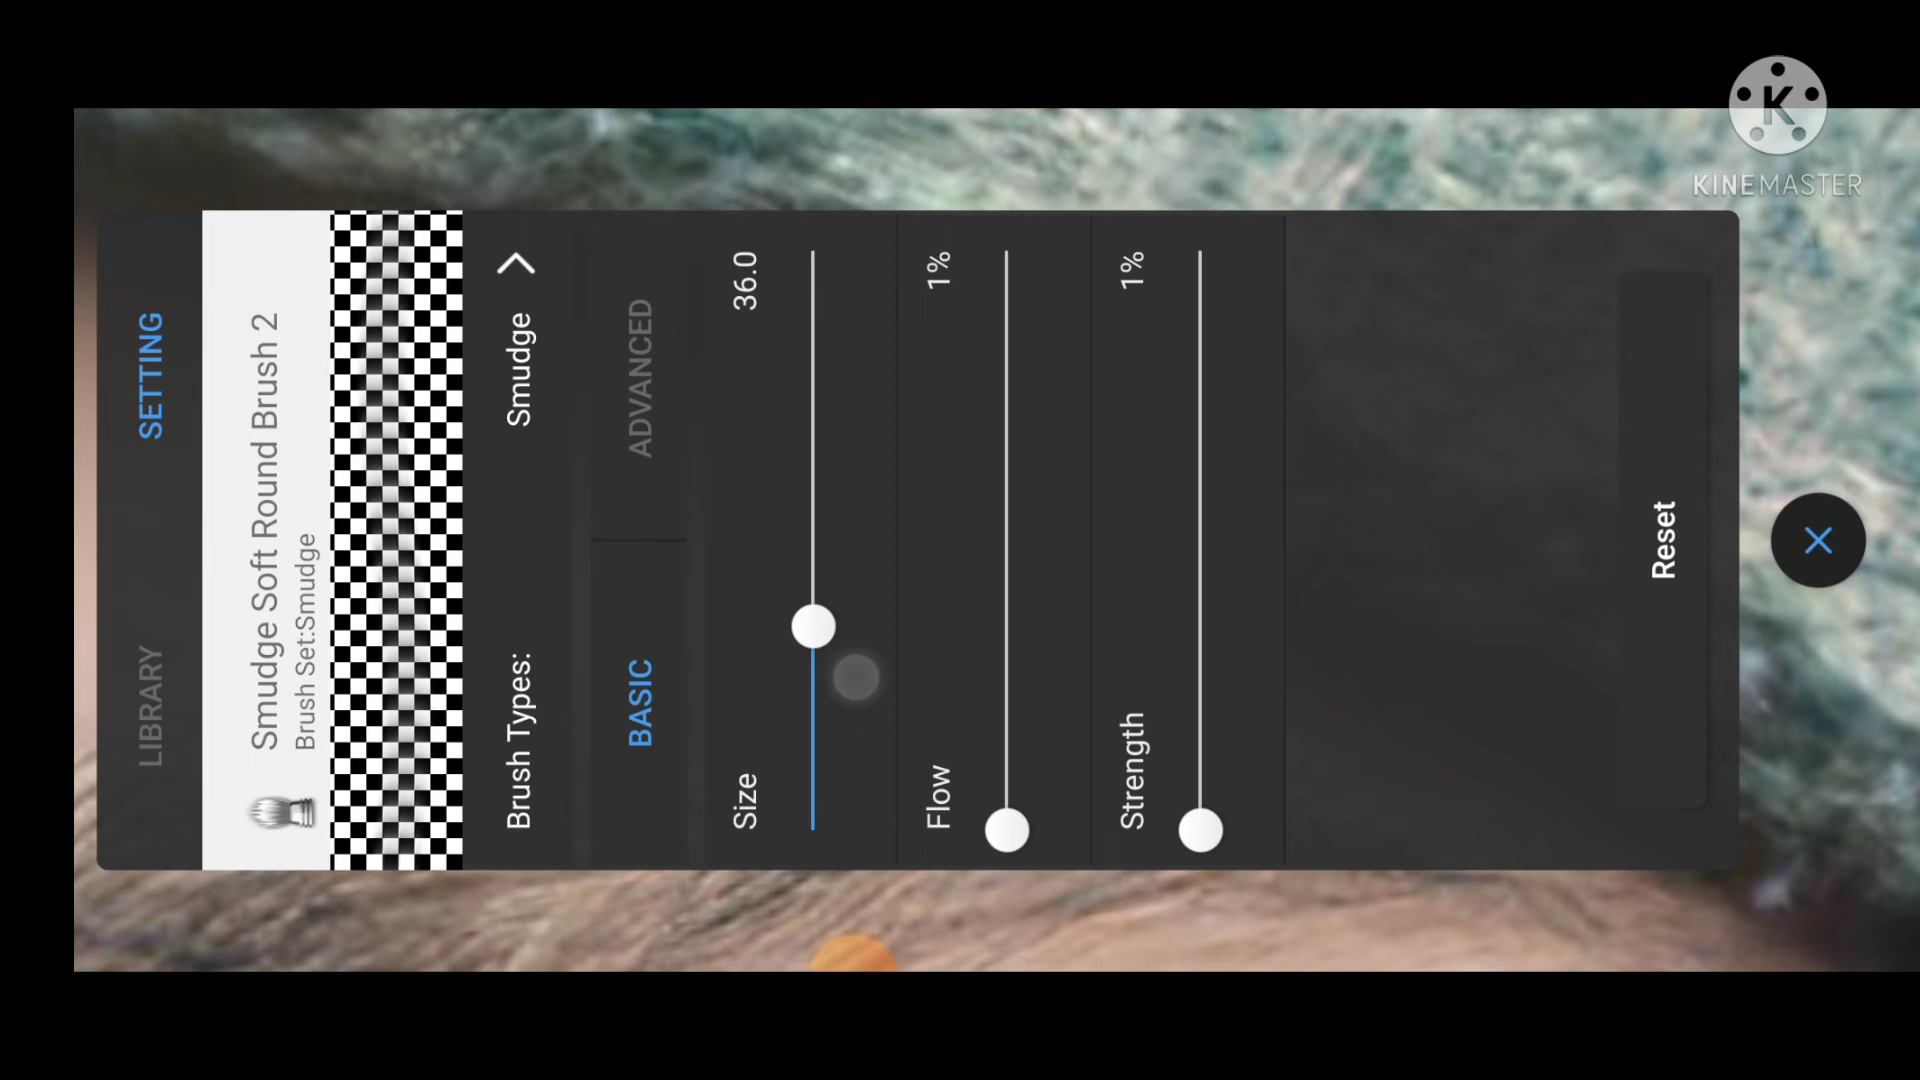 LIBRARY SETTING
Smudge Soft Round Brush 2
Brush Set:Smudge
Brush Types: Smudge
BASIC ADVANCED
Size 36.0
Flow 1%
Strength 1%
Reset
K
KINEMASTER